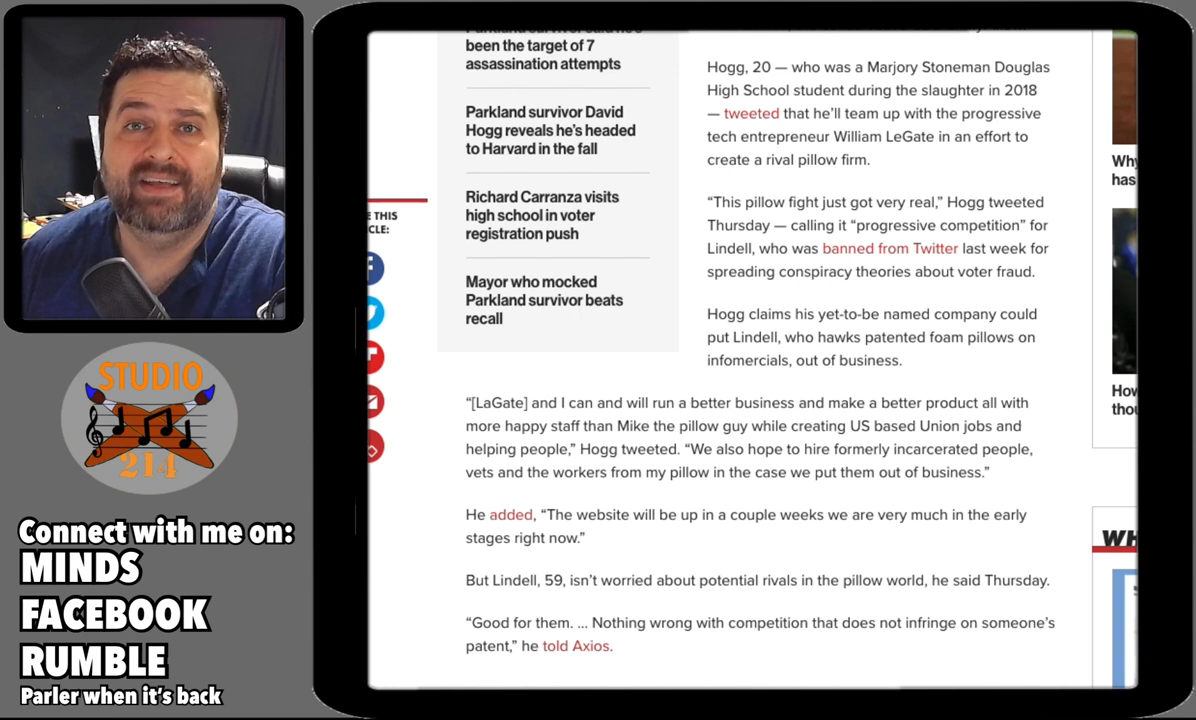 STUDIO
214
Connect with me on:
MINDS
FACEBOOK
RUMBLE
Parler when it's back
been the target of 7
assassination attempts
Parkland survivor David
Hogg reveals he's headed
to Harvard in the fall
Richard Carranza visits
high school in voter
registration push
Mayor who mocked
Parkland survivor beats
recall
E THIS
CLE:
Hogg, 20 — who was a Marjory Stoneman Douglas
High School student during the slaughter in 2018
— tweeted that he'll team up with the progressive
tech entrepreneur William LeGate in an effort to
create a rival pillow firm.
“This pillow fight just got very real,” Hogg tweeted
Thursday — calling it “progressive competition” for
Lindell, who was banned from Twitter last week for
spreading conspiracy theories about voter fraud.
Hogg claims his yet-to-be named company could
put Lindell, who hawks patented foam pillows on
infomercials, out of business.
“[LaGate] and I can and will run a better business and make a better product all with
more happy staff than Mike the pillow guy while creating US based Union jobs and
helping people,” Hogg tweeted. “We also hope to hire formerly incarcerated people,
vets and the workers from my pillow in the case we put them out of business.”
He added, “The website will be up in a couple weeks we are very much in the early
stages right now.”
But Lindell, 59, isn't worried about potential rivals in the pillow world, he said Thursday.
“Good for them. ... Nothing wrong with competition that does not infringe on someone's
patent,” he told Axios.
Why
has
How
thou
WH